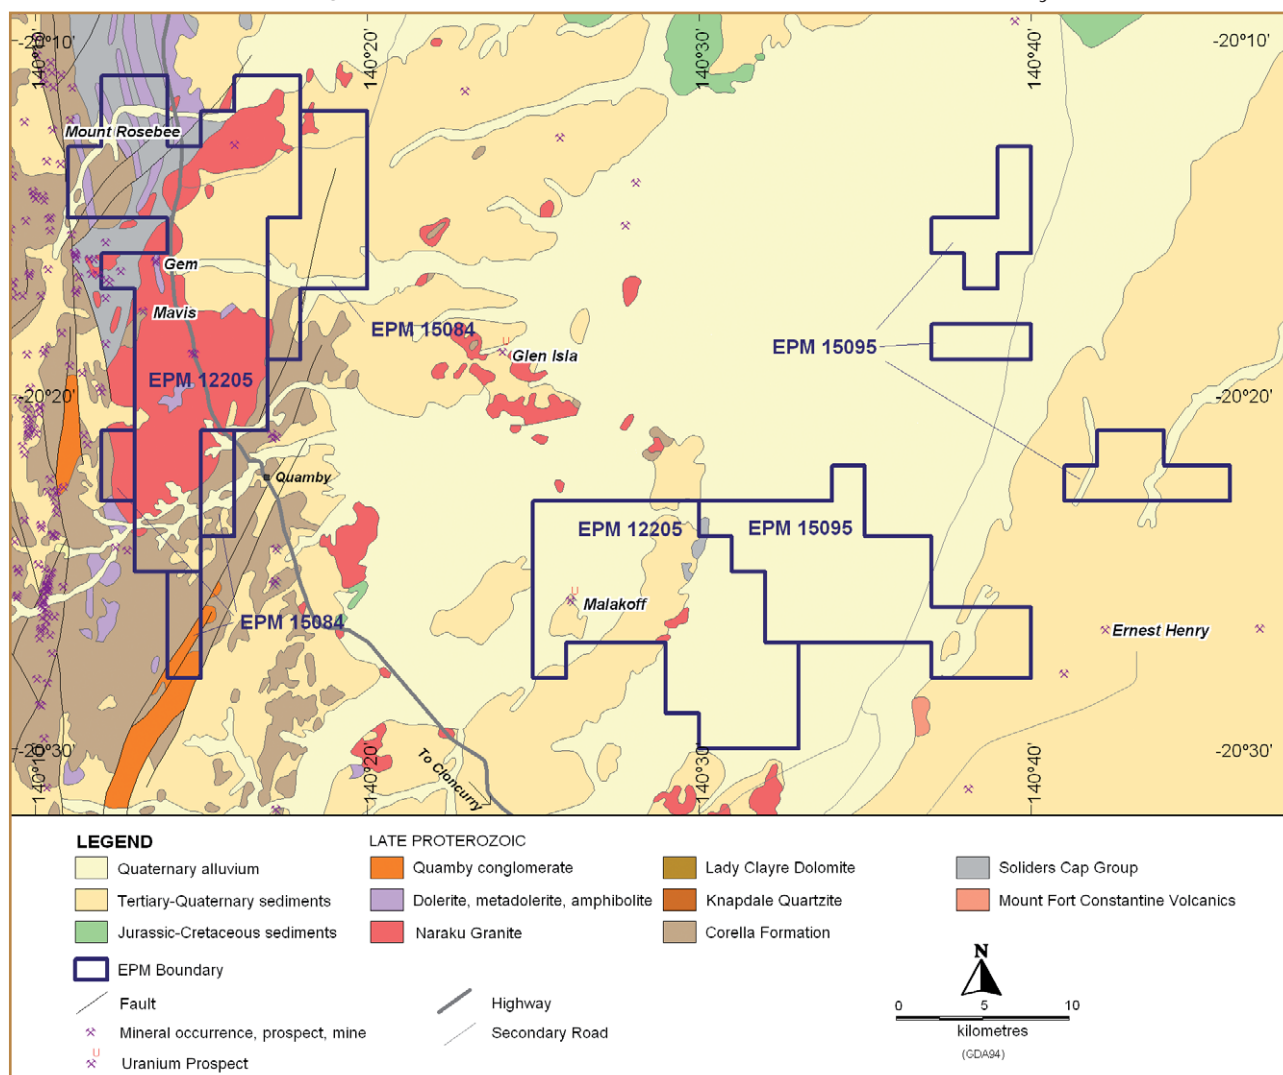 -20°10'
140°10'
140°20'
140°30'
140°40'
-20°10'
Mount Rosebee
Gem
Mavis
EPM 15084
Glen Isla
U
EPM 15095
EPM 12205
-20°20'
-20°20'
Quamby
EPM 12205
EPM 15095
U
Malakoff
EPM 15084
Ernest Henry
-20°30'
-20°30'
To Cloncurry
140°10'
140°20'
140°30'
140°40'
LEGEND
LATE PROTEROZOIC
Quaternary alluvium
Quamby conglomerate
Lady Clayre Dolomite
Soliders Cap Group
Tertiary-Quaternary sediments
Dolerite, metadolerite, amphibolite
Knapdale Quartzite
Mount Fort Constantine Volcanics
Jurassic-Cretaceous sediments
Naraku Granite
Corella Formation
EPM Boundary
N
Fault
Highway
0 5 10
Mineral occurrence, prospect, mine
Secondary Road
kilometres
U
Uranium Prospect
(GDA94)